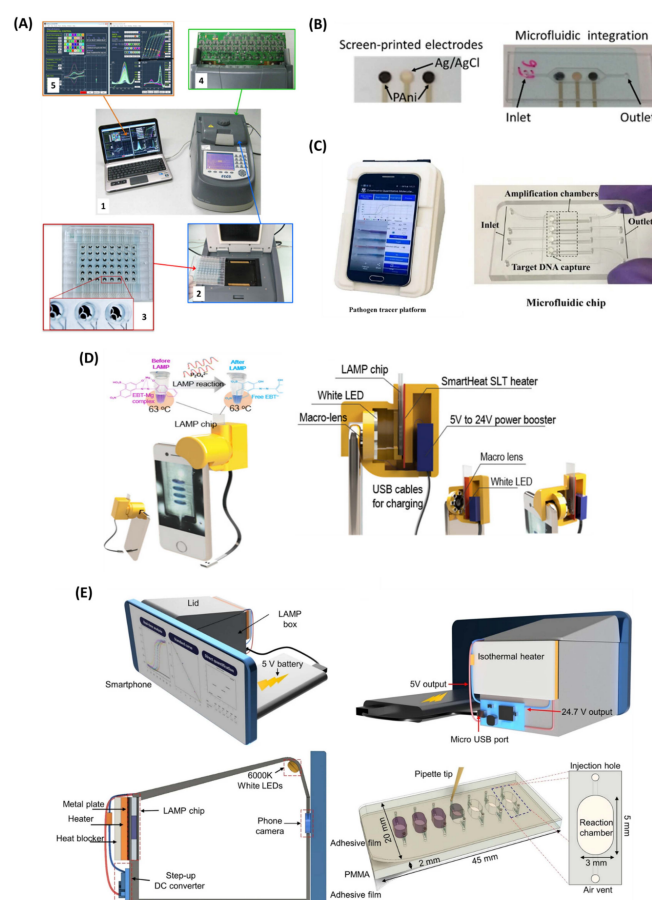 (A)
5
4
1
2
3
(B)
Screen-printed electrodes
Ag/AgCl
PAni
Microfluidic integration
Inlet
Outlet
(C)
Pathogen tracer platform
Amplification chambers
Inlet
Outlet
Target DNA capture
Microfluidic chip
(D)
Before
LAMP
P₂O₇⁴⁻
After
LAMP
LAMP reaction
EBT-Mg
complex
63 ºC
63 ºC
Free EBT
LAMP chip
LAMP chip
White LED
Macro-lens
SmartHeat SLT heater
5V to 24V power booster
USB cables
for charging
Macro lens
White LED
(E)
Lid
LAMP
box
5 V battery
Smartphone
Isothermal heater
5V output
24.7 V output
Micro USB port
6000K
White LEDs
Metal plate
LAMP chip
Heater
Heat blocker
Phone
camera
Step-up
DC converter
Pipette tip
Injection hole
Reaction
chamber
5 mm
3 mm
Air vent
20 mm
2 mm
45 mm
Adhesive film
PMMA
Adhesive film